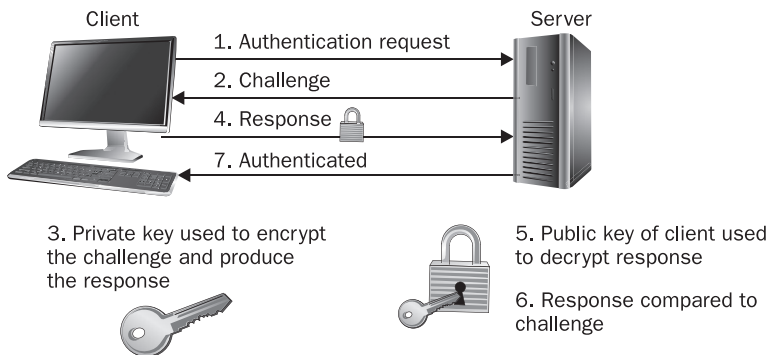 Client
Server
1. Authentication request
2. Challenge
4. Response
7. Authenticated
3. Private key used to encrypt
the challenge and produce
the response
5. Public key of client used
to decrypt response
6. Response compared to
challenge